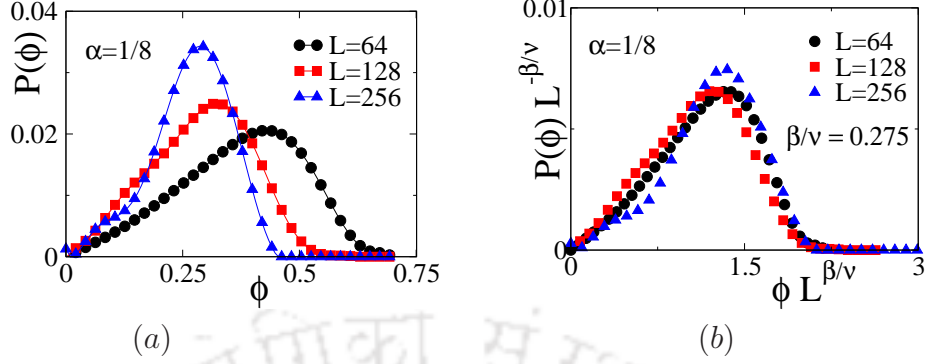 0.04
0.02
0
P(ϕ)
α=1/8
L=64
L=128
L=256
0 0.25 0.5 0.75
ϕ
(a)
0.01
0
P(ϕ) L^{-β/ν}
α=1/8
L=64
L=128
L=256
β/ν = 0.275
0 1.5 3
ϕ L^{β/ν}
(b)